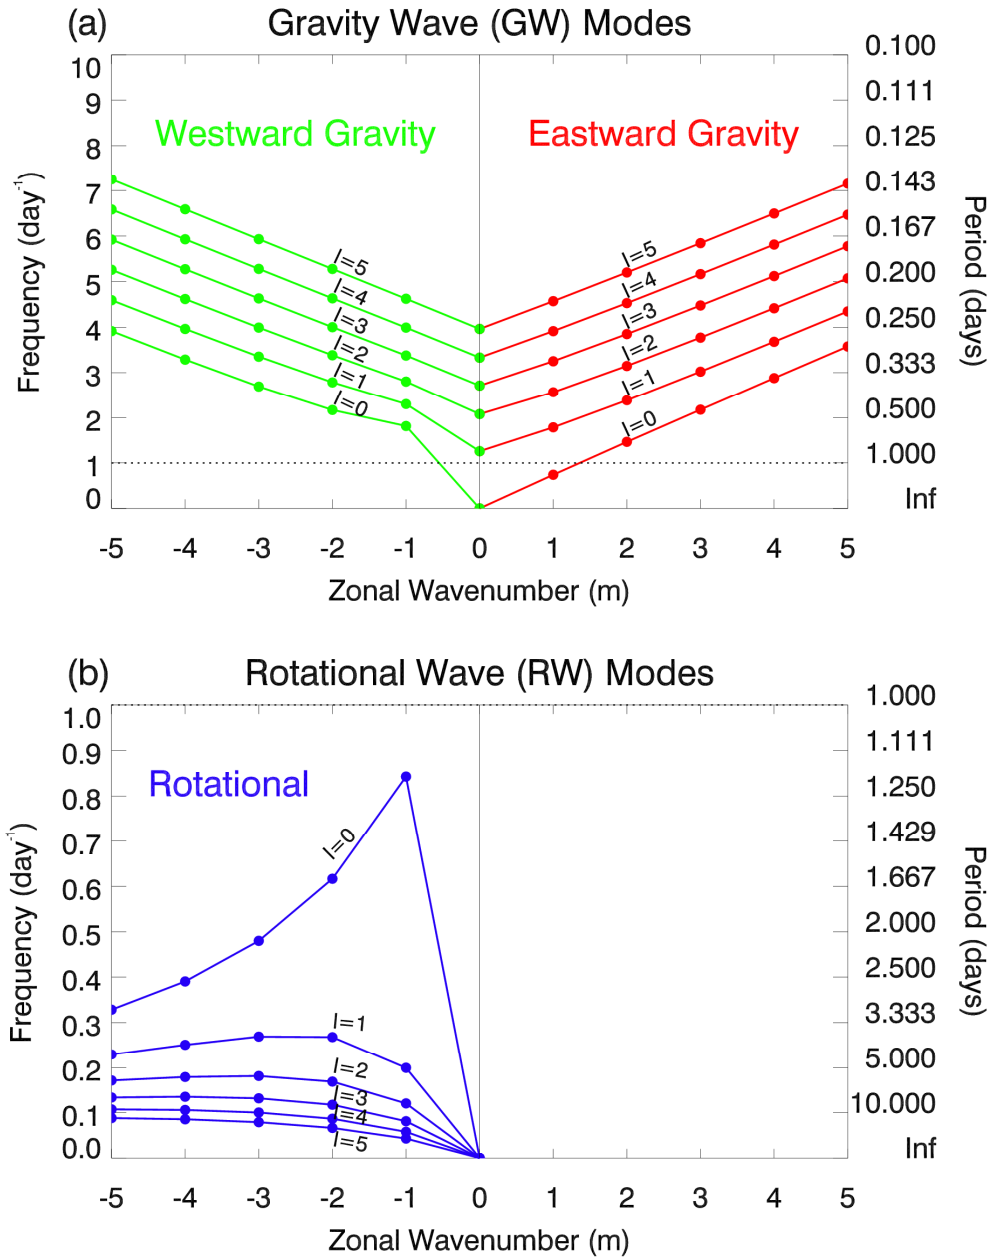 (a) Gravity Wave (GW) Modes
10 0.100
9 0.111
8 Westward Gravity Eastward Gravity 0.125
7 0.143
6 0.167
5 0.200
4 0.250
3 0.333
2 0.500
1 1.000
0 Inf
Frequency (day⁻¹)
Period (days)
l=5 l=5
l=4 l=4
l=3 l=3
l=2 l=2
l=1 l=1
l=0 l=0
-5 -4 -3 -2 -1 0 1 2 3 4 5
Zonal Wavenumber (m)
(b) Rotational Wave (RW) Modes
1.0 1.000
0.9 1.111
0.8 Rotational 1.250
0.7 1.429
0.6 1.667
0.5 2.000
0.4 2.500
0.3 3.333
0.2 5.000
0.1 10.000
0.0 Inf
Frequency (day⁻¹)
Period (days)
l=0
l=1
l=2
l=3
l=4
l=5
-5 -4 -3 -2 -1 0 1 2 3 4 5
Zonal Wavenumber (m)